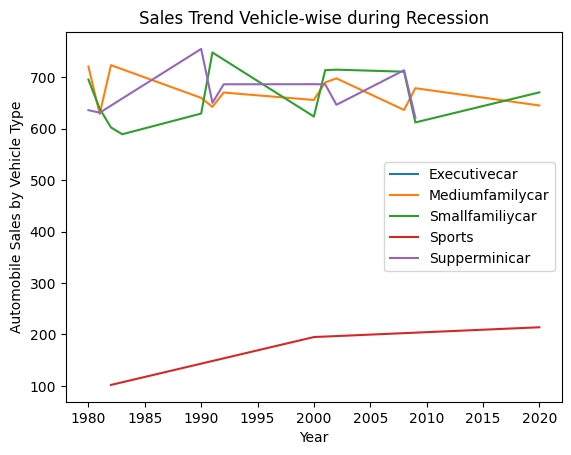 Sales Trend Vehicle-wise during Recession
Automobile Sales by Vehicle Type
700
600
500
400
300
200
100
Executivecar
Mediumfamilycar
Smallfamiliycar
Sports
Supperminicar
1980 1985 1990 1995 2000 2005 2010 2015 2020
Year